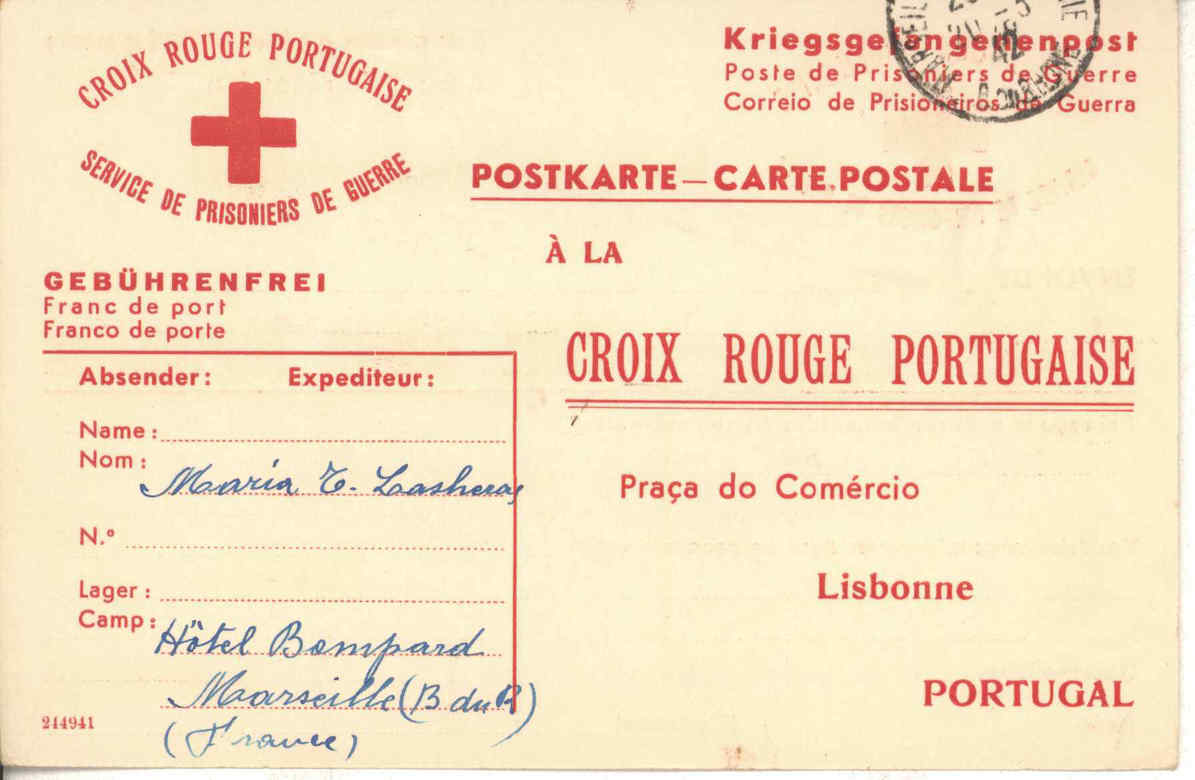 CROIX ROUGE PORTUGAISE
SERVICE DE PRISONIERS DE GUERRE
Kriegsgefangenenpost
Poste de Prisoniers de Guerre
Correio de Prisioneiros de Guerra
POSTKARTE — CARTE POSTALE
À LA
GEBÜHRENFREI
Franc de port
Franco de porte
CROIX ROUGE PORTUGAISE
Absender: Expediteur:
Name:
Nom:
Maria T. Lasheras
Praça do Comércio
N.º
Lager:
Camp:
Hôtel Bompard
Lisbonne
Marseille (B du R)
PORTUGAL
(France)
244941